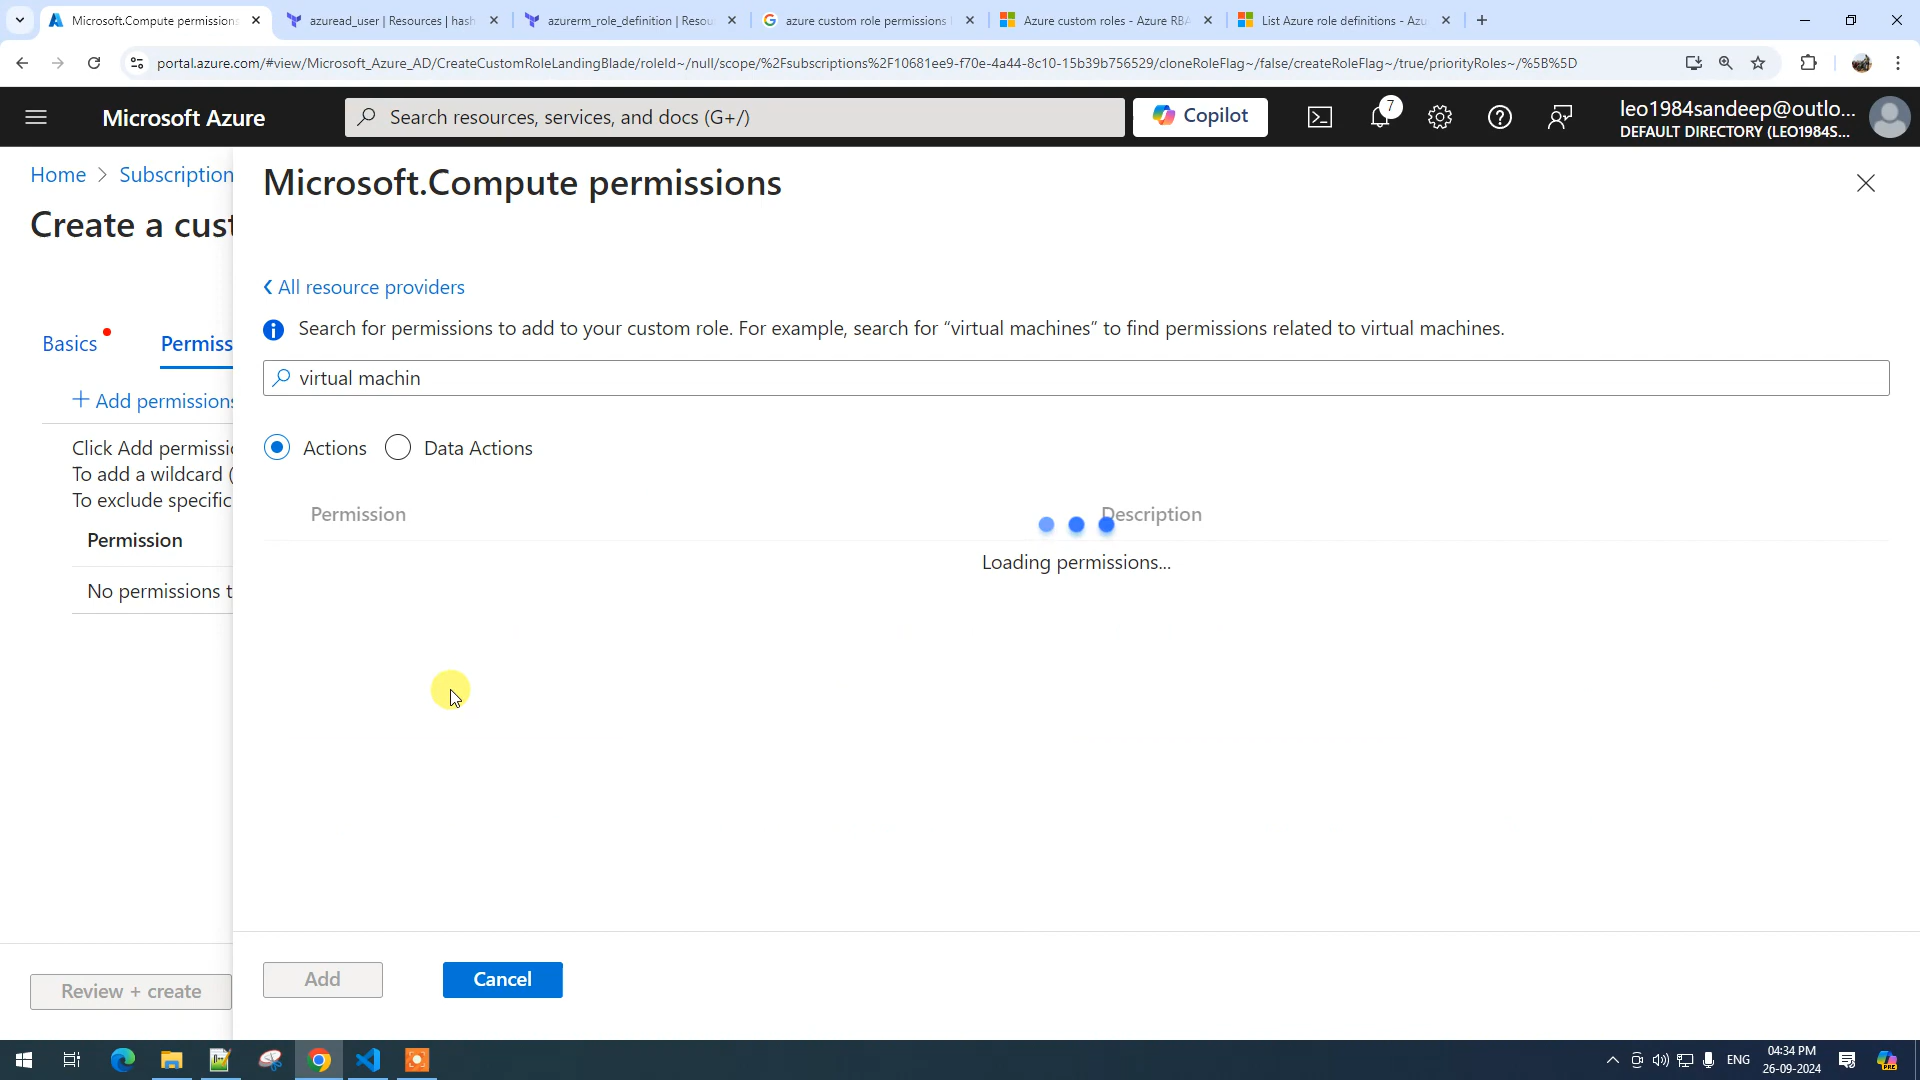 Microsoft.Compute permissions
azuread_user | Resources | hash
azurerm_role_definition | Resou
azure custom role permissions
Azure custom roles - Azure RBA
List Azure role definitions - Azu
portal.azure.com/#view/Microsoft_Azure_AD/CreateCustomRoleLandingBlade/roleId~/null/scope/%2Fsubscriptions%2F10681ee9-f70e-4a44-8c10-15b39b756529/cloneRoleFlag~/false/createRoleFlag~/true/priorityRoles~/%5B%5D
Microsoft Azure
Search resources, services, and docs (G+/)
Copilot
7
leo1984sandeep@outlo...
DEFAULT DIRECTORY (LEO1984S...
Home > Subscription
Create a cust
Basics
Permiss
+ Add permissions
Click Add permissi
To add a wildcard (
To exclude specific
Permission
No permissions t
Review + create
Microsoft.Compute permissions
All resource providers
Search for permissions to add to your custom role. For example, search for “virtual machines” to find permissions related to virtual machines.
virtual machin
Actions
Data Actions
Permission
Description
Loading permissions...
Add
Cancel
ENG
04:34 PM
26-09-2024